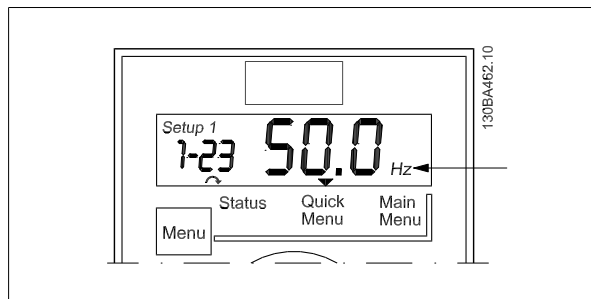 130BA462.10
Setup 1
1-23 50.0 Hz
Status Quick Menu Main Menu
Menu